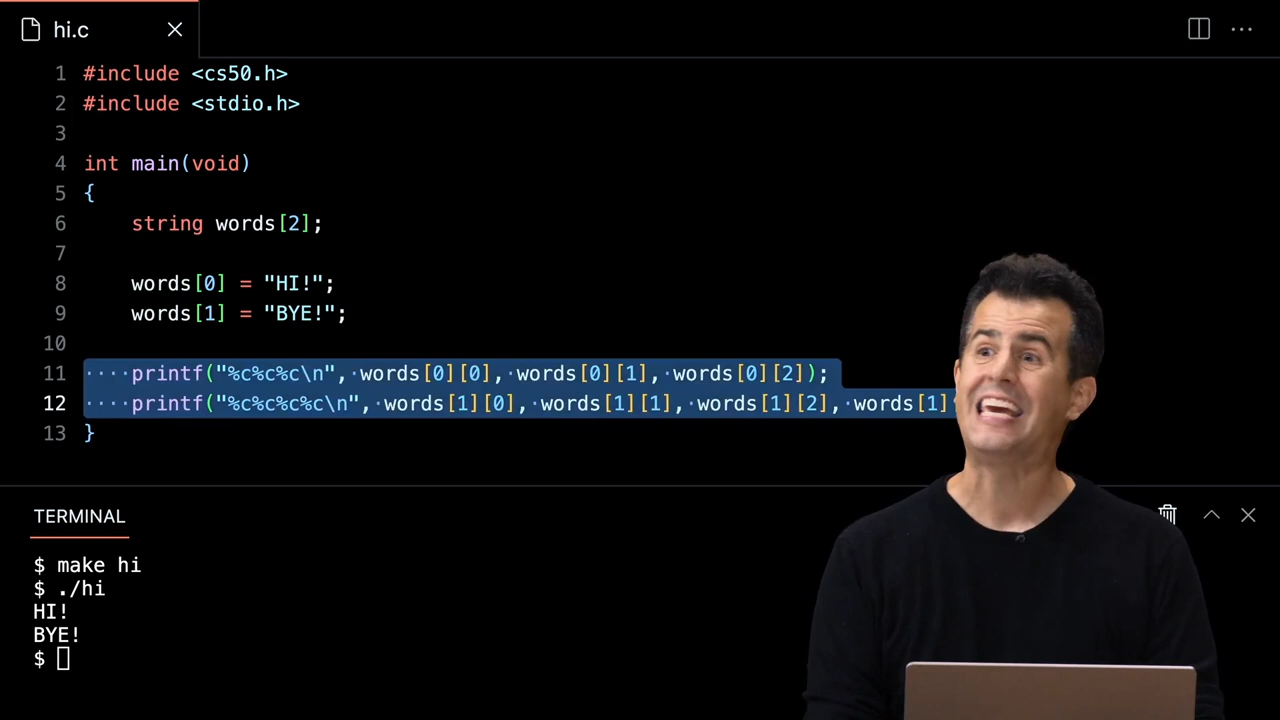 hi.c
1 #include <cs50.h>
2 #include <stdio.h>
3
4 int main(void)
5 {
6     string words[2];
7
8     words[0] = "HI!";
9     words[1] = "BYE!";
10
11 ····printf("%c%c%c\n",·words[0][0],·words[0][1],·words[0][2]);
12 ····printf("%c%c%c%c\n",·words[1][0],·words[1][1],·words[1][2],·words[1]
13 }
TERMINAL
$ make hi
$ ./hi
HI!
BYE!
$